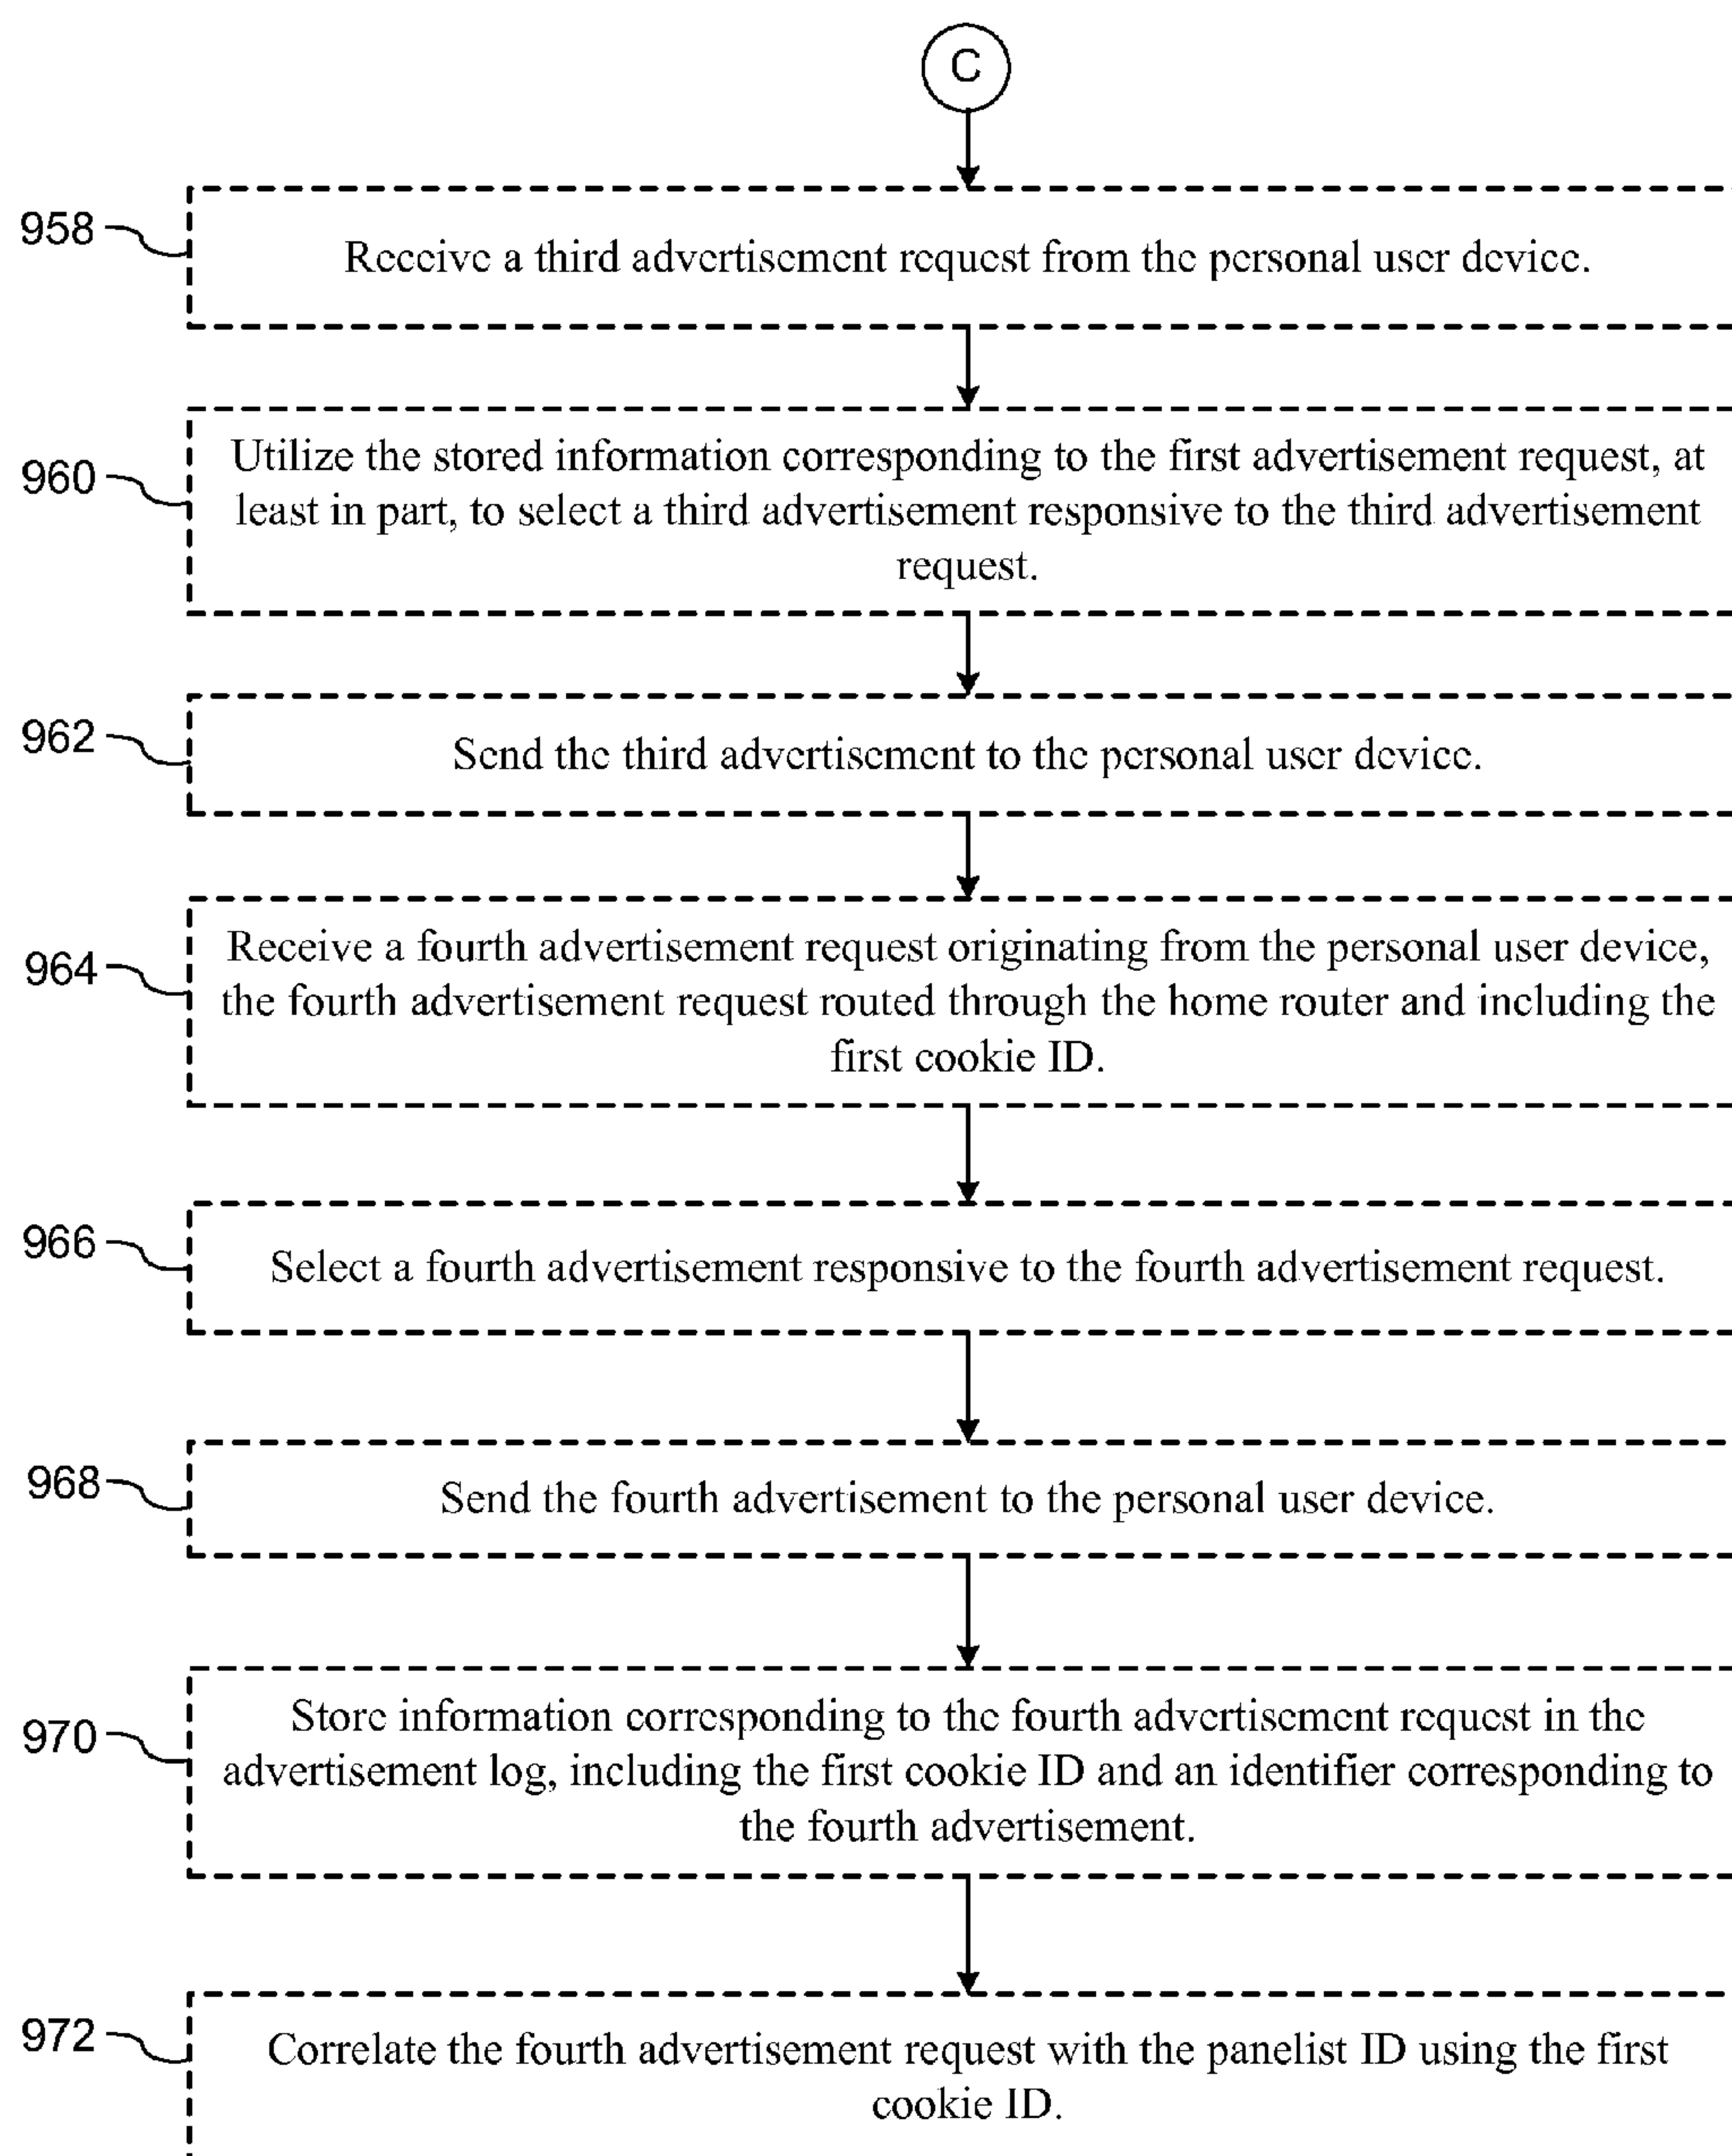 C
958
Receive a third advertisement request from the personal user device.
960
Utilize the stored information corresponding to the first advertisement request, at
least in part, to select a third advertisement responsive to the third advertisement
request.
962
Send the third advertisement to the personal user device.
964
Receive a fourth advertisement request originating from the personal user device,
the fourth advertisement request routed through the home router and including the
first cookie ID.
966
Select a fourth advertisement responsive to the fourth advertisement request.
968
Send the fourth advertisement to the personal user device.
970
Store information corresponding to the fourth advertisement request in the
advertisement log, including the first cookie ID and an identifier corresponding to
the fourth advertisement.
972
Correlate the fourth advertisement request with the panelist ID using the first
cookie ID.